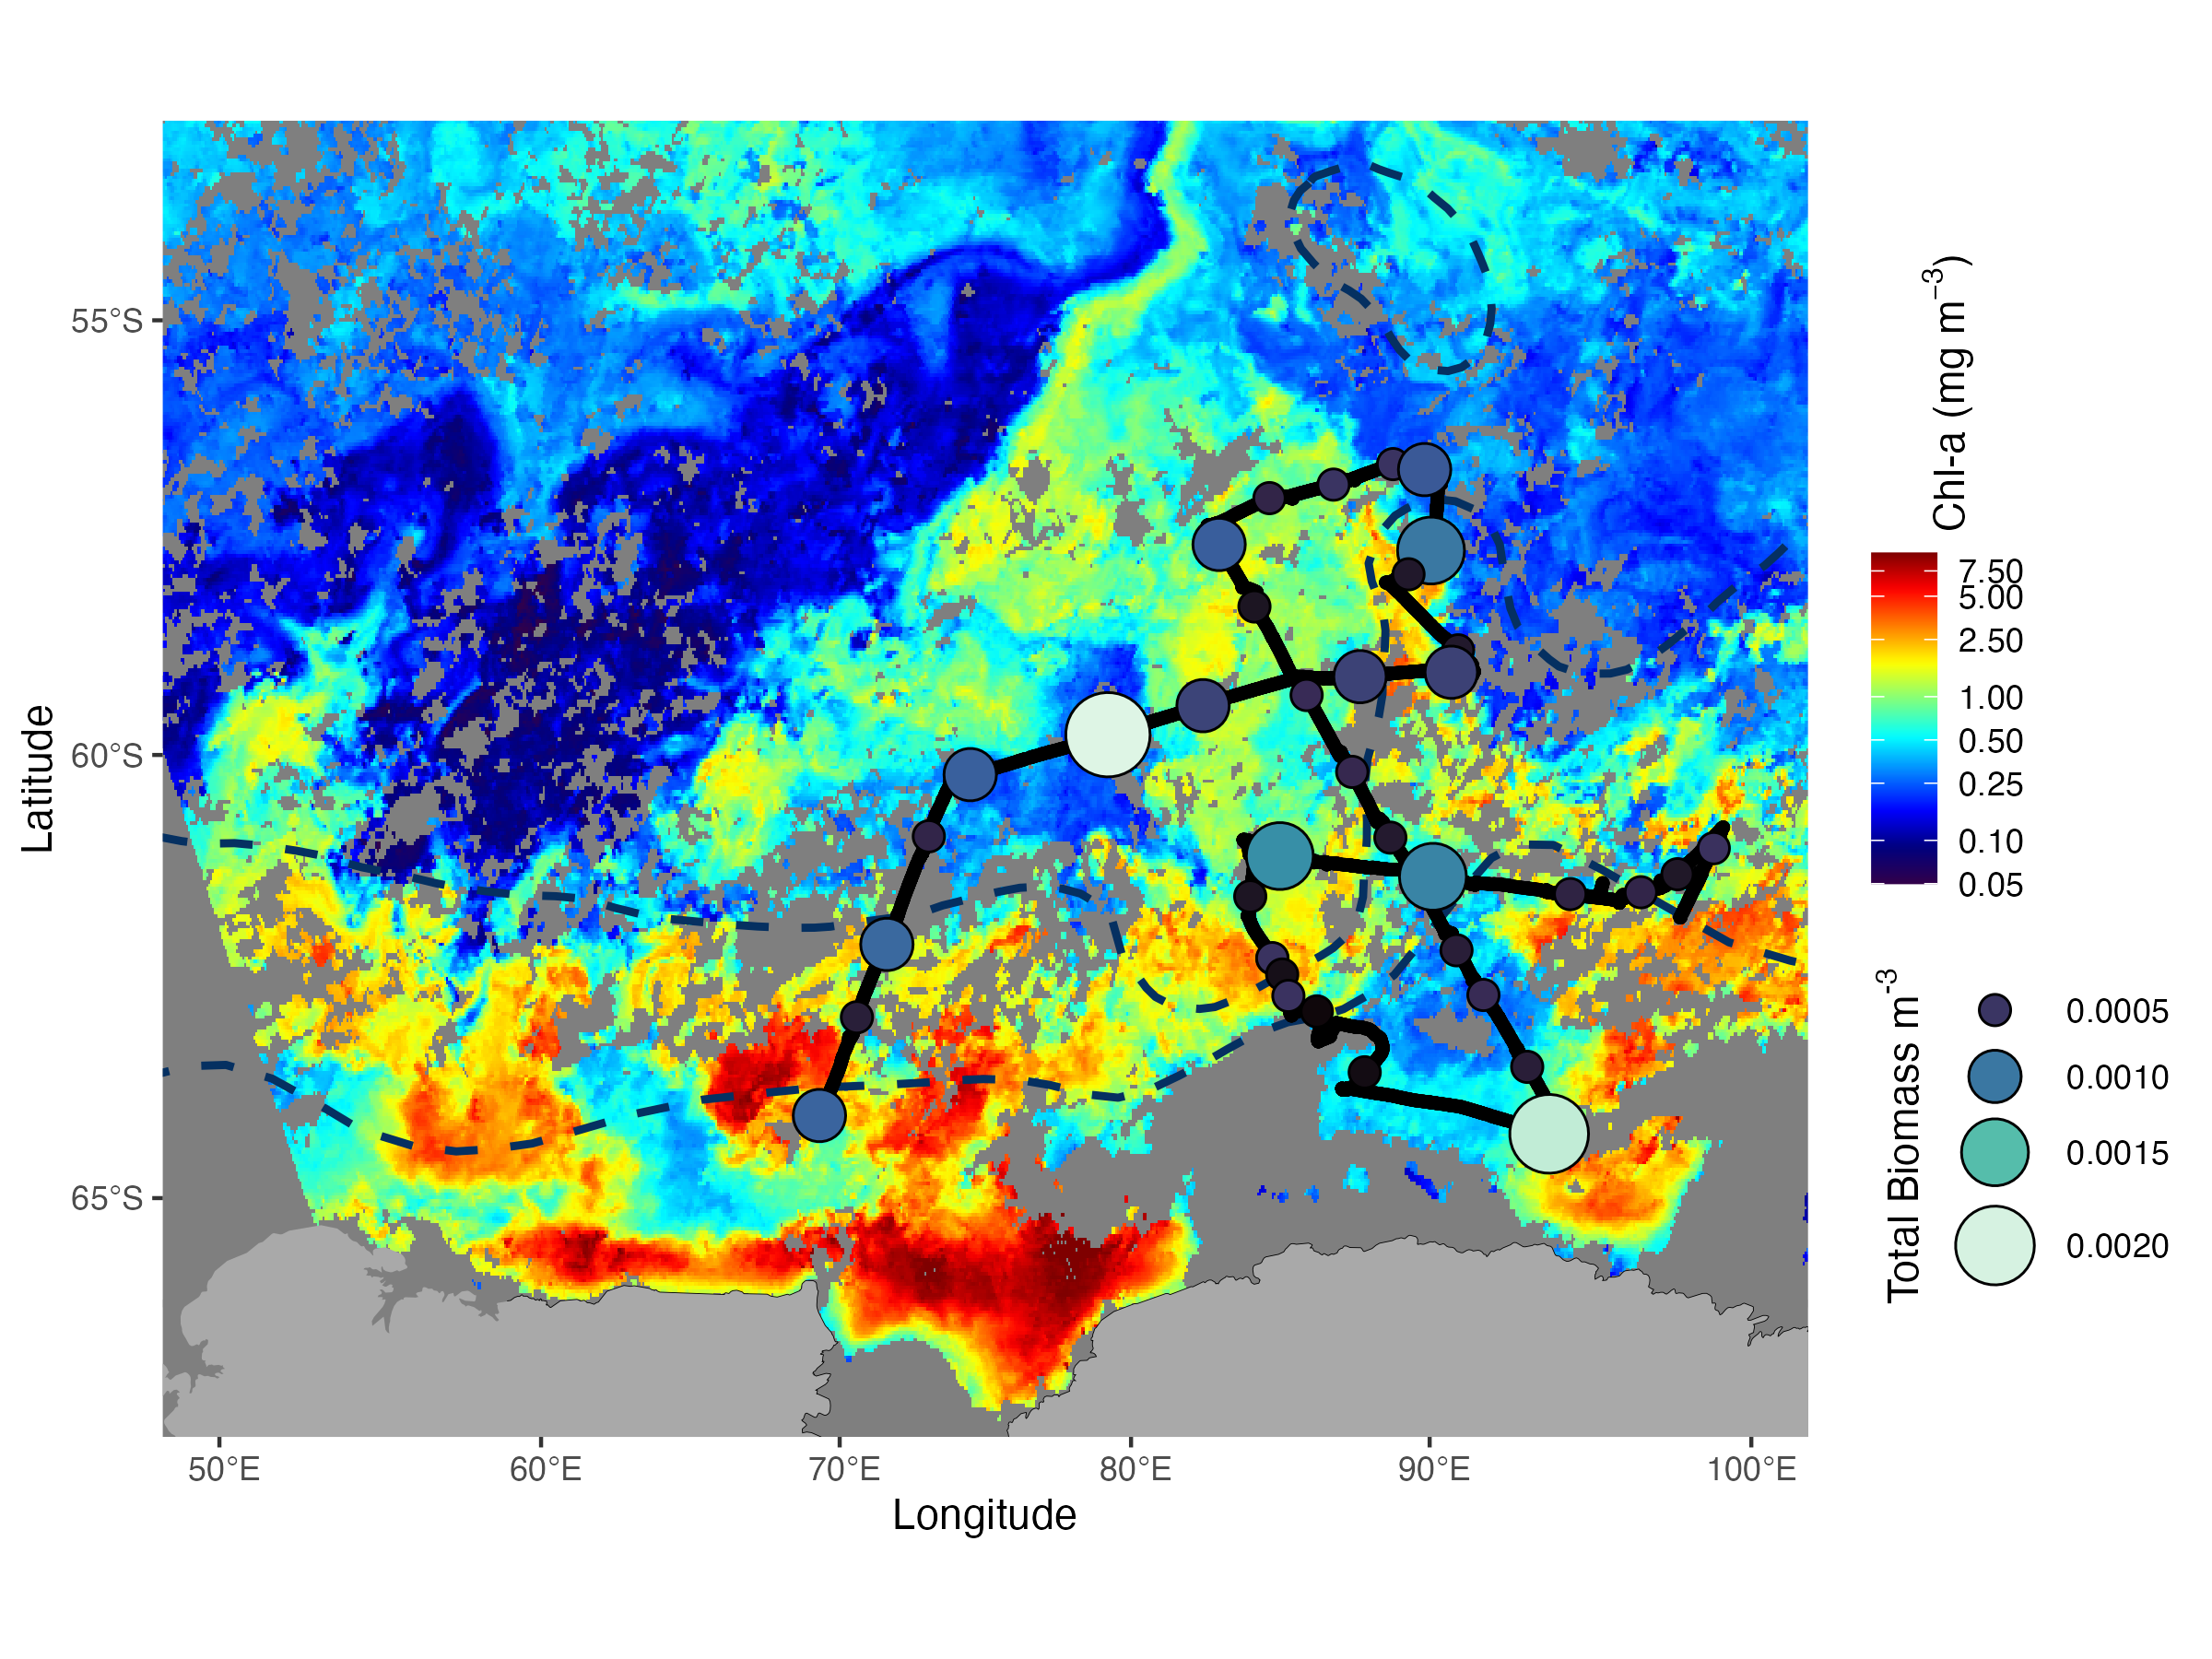 Latitude
55°S
60°S
65°S
50°E
60°E
70°E
80°E
90°E
100°E
Longitude
Chl-a (mg m⁻³)
7.50
5.00
2.50
1.00
0.50
0.25
0.10
0.05
Total Biomass m⁻³
0.0005
0.0010
0.0015
0.0020